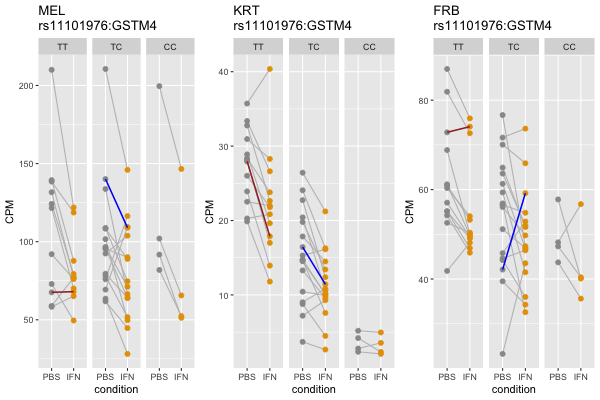 MEL
rs11101976:GSTM4
TT TC CC
200
150
100
50
CPM
PBS IFN PBS IFN PBS IFN
condition
KRT
rs11101976:GSTM4
TT TC CC
40
30
20
10
CPM
PBS IFN PBS IFN PBS IFN
condition
FRB
rs11101976:GSTM4
TT TC CC
80
60
40
CPM
PBS IFN PBS IFN PBS IFN
condition